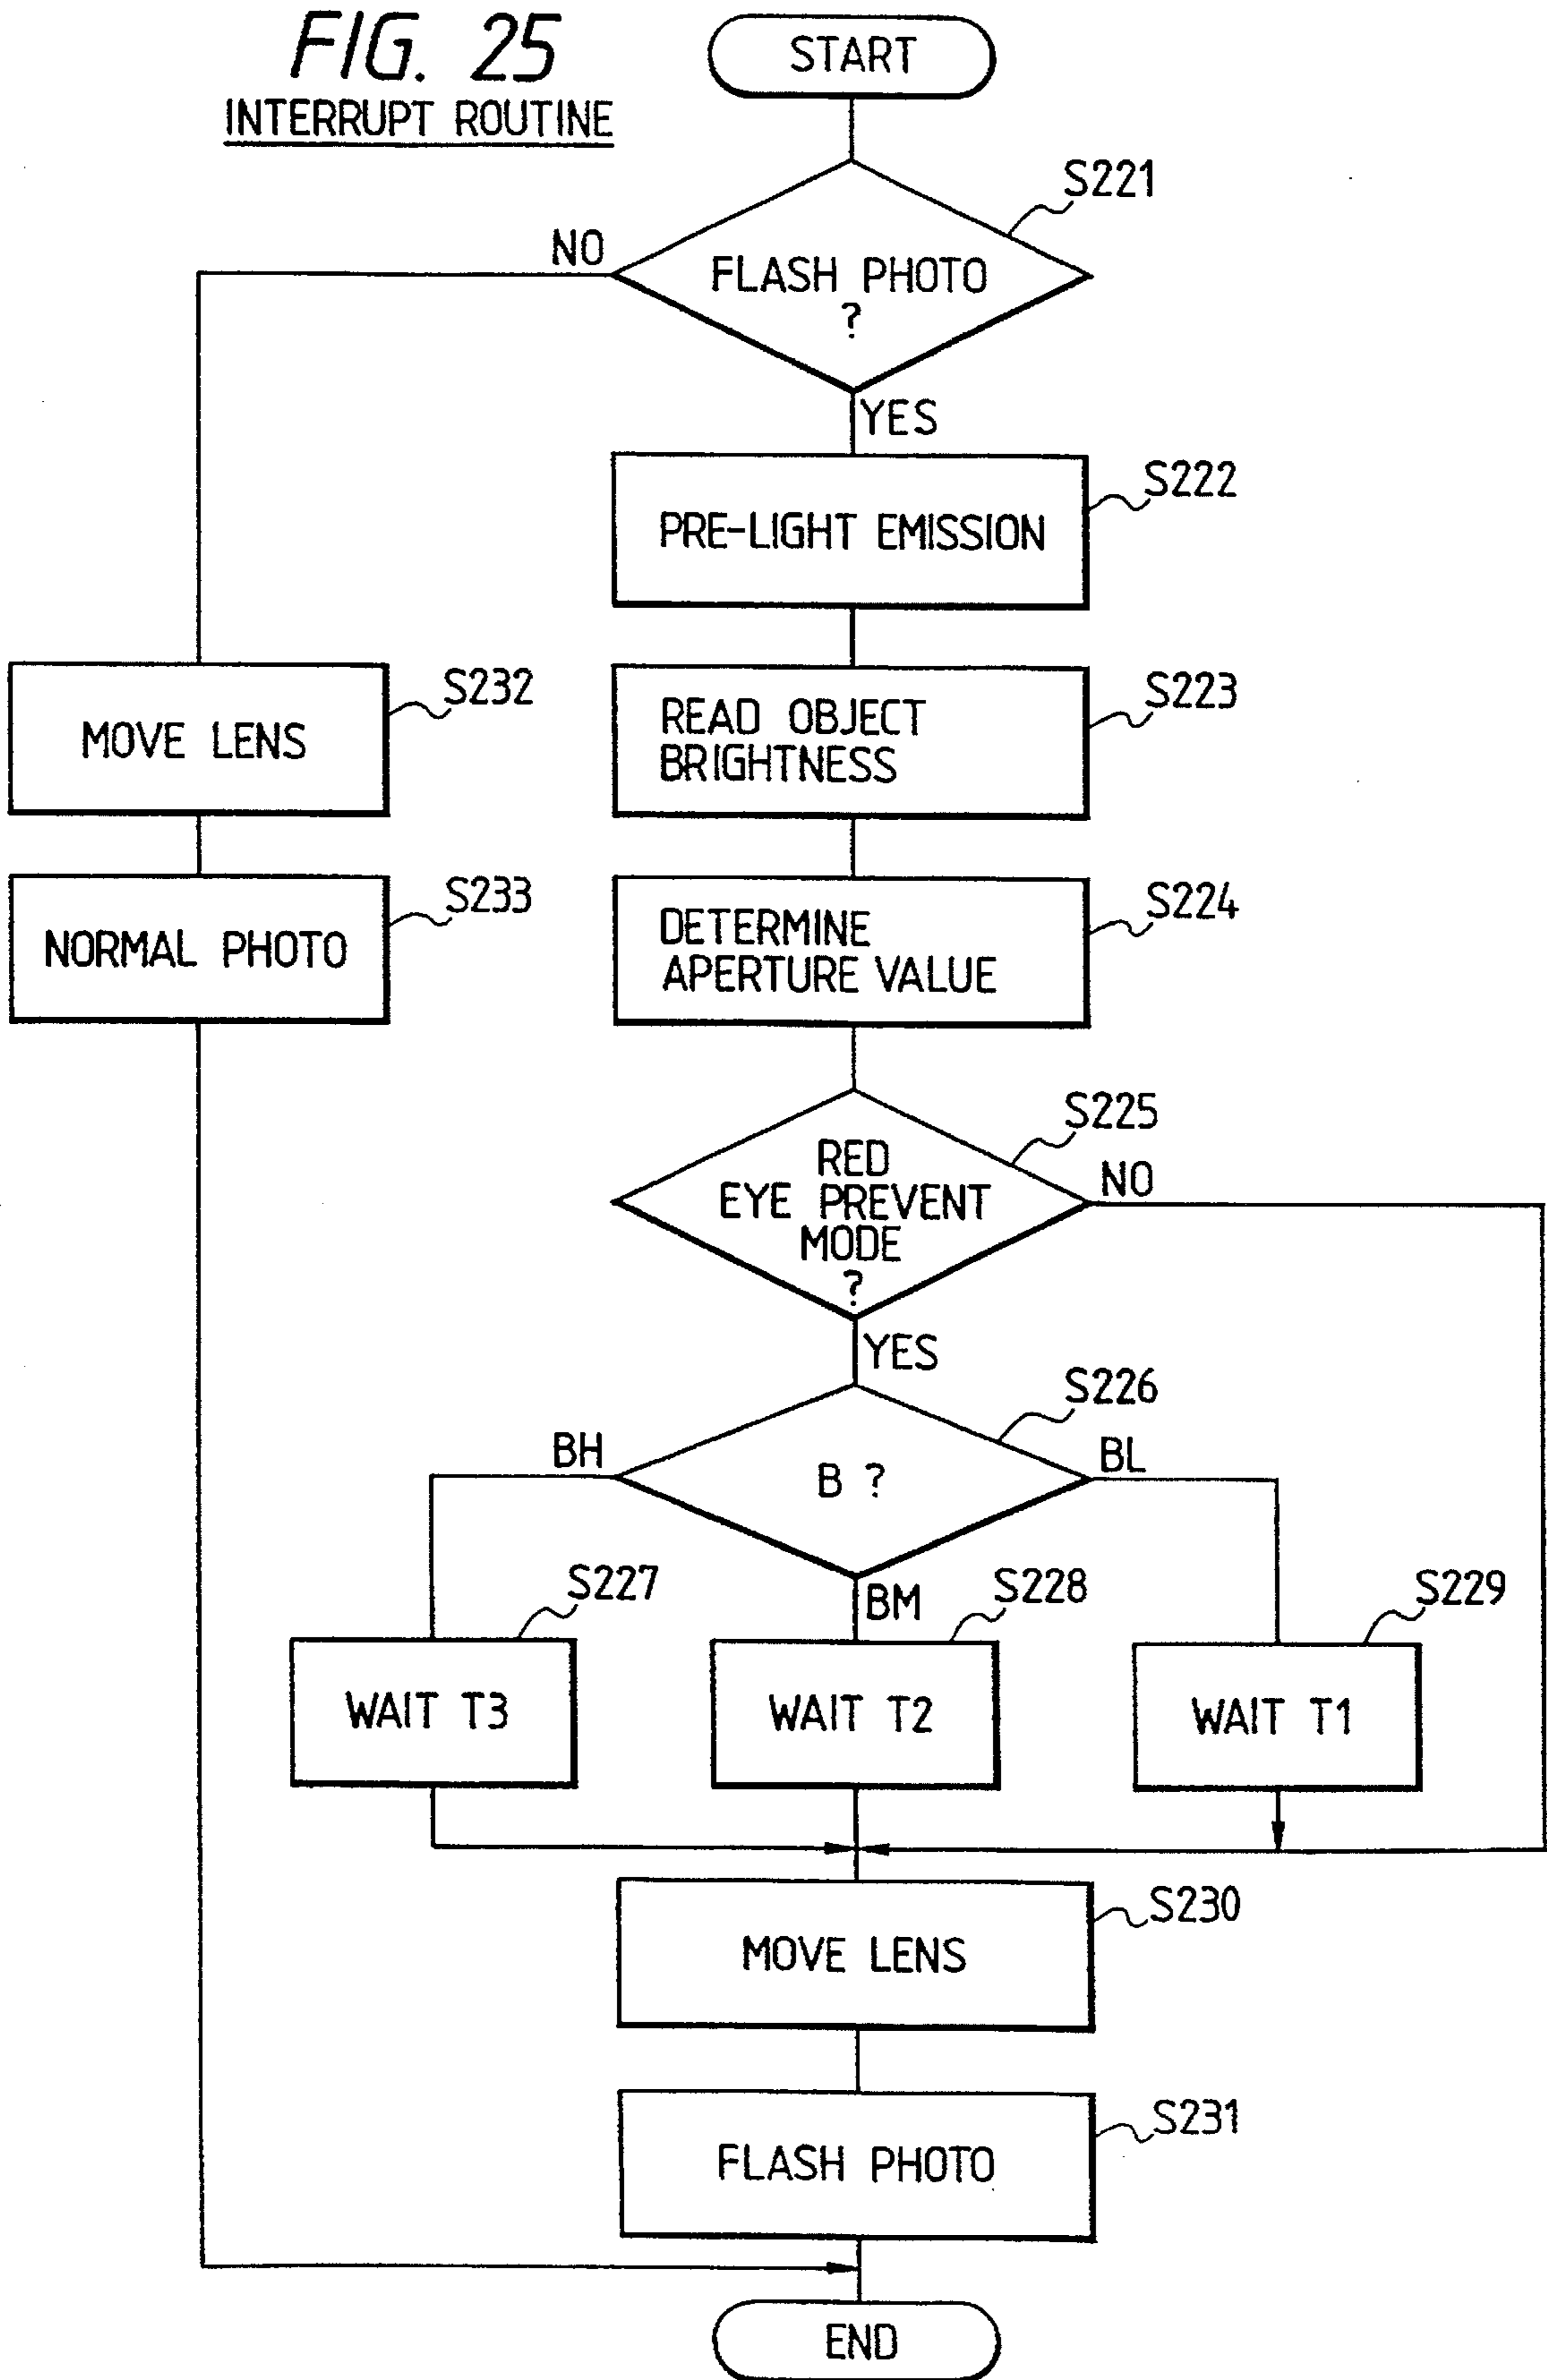 FIG. 25
INTERRUPT ROUTINE
START
S221
NO
FLASH PHOTO
?
YES
S222
PRE-LIGHT EMISSION
S232
MOVE LENS
S223
READ OBJECT
BRIGHTNESS
S233
NORMAL PHOTO
S224
DETERMINE
APERTURE VALUE
S225
RED
EYE PREVENT
MODE
?
NO
YES
S226
BH
B ?
BL
BM
S227
WAIT T3
S228
WAIT T2
S229
WAIT T1
S230
MOVE LENS
S231
FLASH PHOTO
END